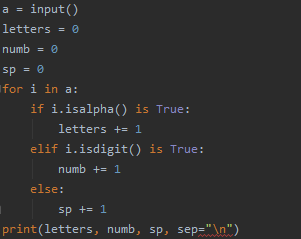 a = input()
letters = 0
numb = 0
sp = 0
for i in a:
    if i.isalpha() is True:
        letters += 1
    elif i.isdigit() is True:
        numb += 1
    else:
        sp += 1
print(letters, numb, sp, sep="\n")